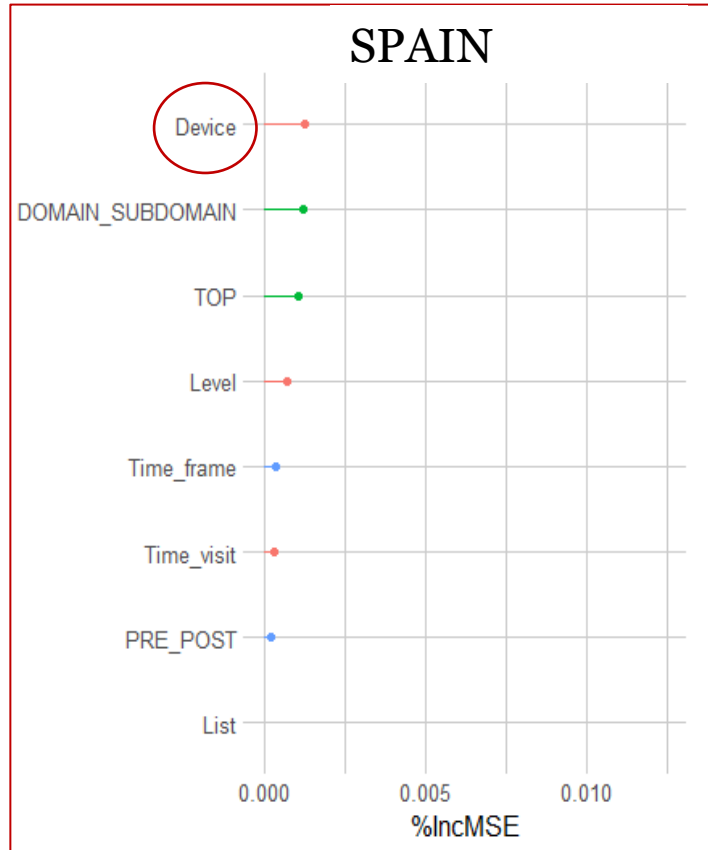 SPAIN
Device
DOMAIN_SUBDOMAIN
TOP
Level
Time_frame
Time_visit
PRE_POST
List
0.000 0.005 0.010
%IncMSE